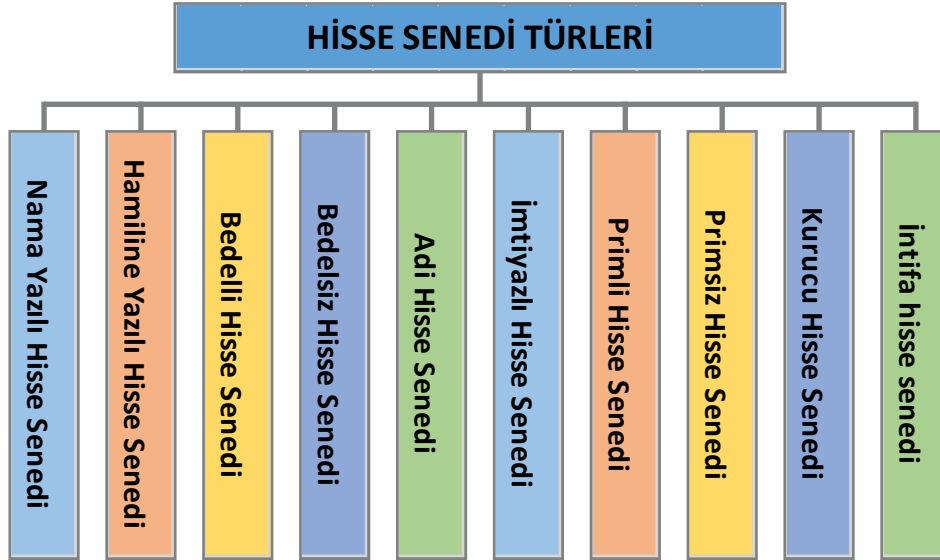 HİSSE SENEDİ TÜRLERİ
Nama Yazılı Hisse Senedi
Hamiline Yazılı Hisse Senedi
Bedelli Hisse Senedi
Bedelsiz Hisse Senedi
Adi Hisse Senedi
İmtiyazlı Hisse Senedi
Primli Hisse Senedi
Primsiz Hisse Senedi
Kurucu Hisse Senedi
İntifa hisse senedi